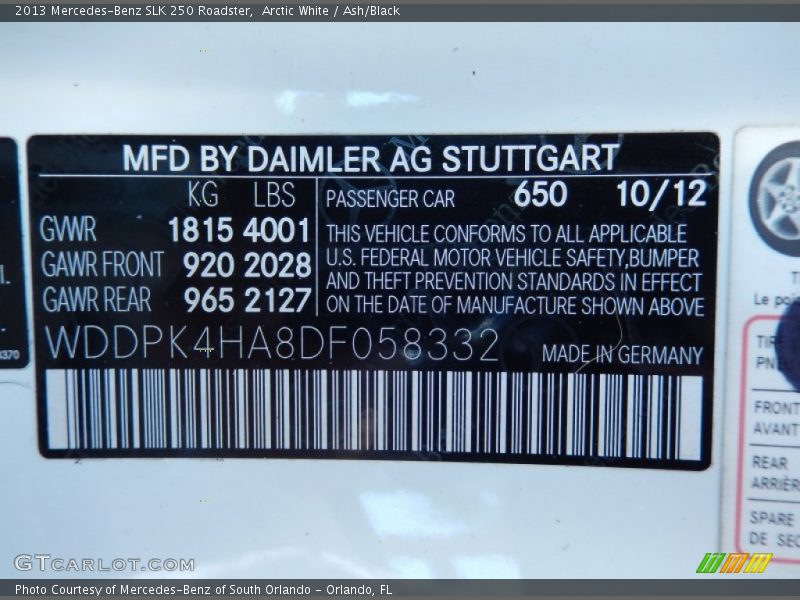 2013 Mercedes-Benz SLK 250 Roadster,  Arctic White / Ash/Black
MFD BY DAIMLER AG STUTTGART
KG LBS
GVWR 1815 4001
GAWR FRONT 920 2028
GAWR REAR 965 2127
PASSENGER CAR 650 10/12
THIS VEHICLE CONFORMS TO ALL APPLICABLE
U.S. FEDERAL MOTOR VEHICLE SAFETY, BUMPER
AND THEFT PREVENTION STANDARDS IN EFFECT
ON THE DATE OF MANUFACTURE SHOWN ABOVE
WDDPK4HA8DF058332
MADE IN GERMANY
Le poi
TIRE
FRONT
AVANT
REAR
ARRIÈR
SPARE
DE SEC
GTCARLOT.COM
Photo Courtesy of Mercedes-Benz of South Orlando - Orlando, FL